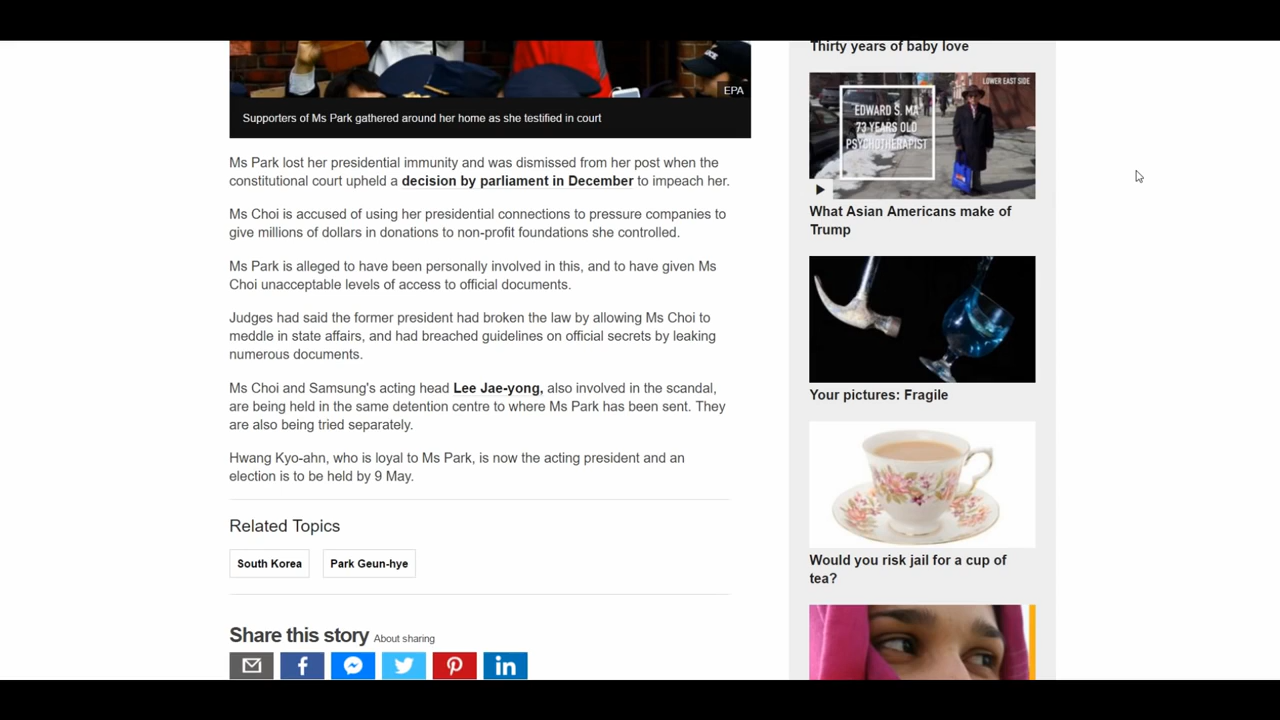 EPA
Supporters of Ms Park gathered around her home as she testified in court
Ms Park lost her presidential immunity and was dismissed from her post when the
constitutional court upheld a decision by parliament in December to impeach her.
Ms Choi is accused of using her presidential connections to pressure companies to
give millions of dollars in donations to non-profit foundations she controlled.
Ms Park is alleged to have been personally involved in this, and to have given Ms
Choi unacceptable levels of access to official documents.
Judges had said the former president had broken the law by allowing Ms Choi to
meddle in state affairs, and had breached guidelines on official secrets by leaking
numerous documents.
Ms Choi and Samsung's acting head Lee Jae-yong, also involved in the scandal,
are being held in the same detention centre to where Ms Park has been sent. They
are also being tried separately.
Hwang Kyo-ahn, who is loyal to Ms Park, is now the acting president and an
election is to be held by 9 May.
Related Topics
South Korea
Park Geun-hye
Share this story About sharing
Thirty years of baby love
LOWER EAST SIDE
EDWARD S. MA
73 YEARS OLD
PSYCHOTHERAPIST
What Asian Americans make of
Trump
Your pictures: Fragile
Would you risk jail for a cup of
tea?